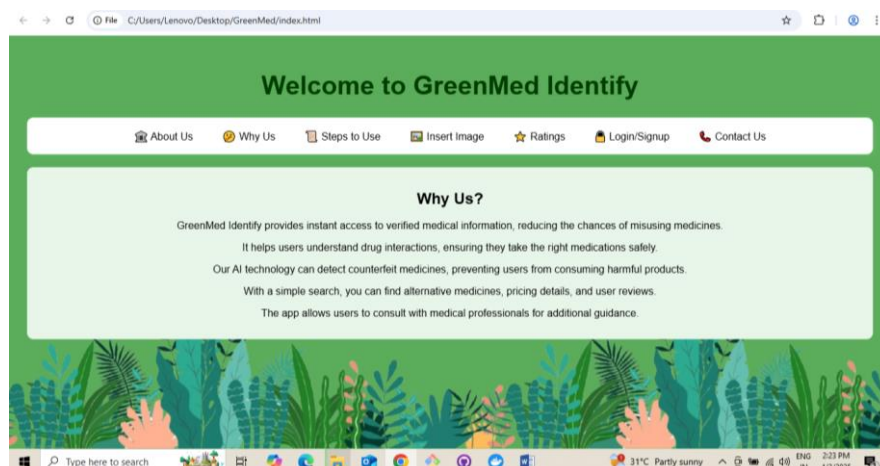 File C:/Users/Lenovo/Desktop/GreenMed/index.html
Welcome to GreenMed Identify
About Us Why Us Steps to Use Insert Image Ratings Login/Signup Contact Us
Why Us?
GreenMed Identify provides instant access to verified medical information, reducing the chances of misusing medicines.
It helps users understand drug interactions, ensuring they take the right medications safely.
Our AI technology can detect counterfeit medicines, preventing users from consuming harmful products.
With a simple search, you can find alternative medicines, pricing details, and user reviews.
The app allows users to consult with medical professionals for additional guidance.
Type here to search 31°C Partly sunny ENG 2:23 PM